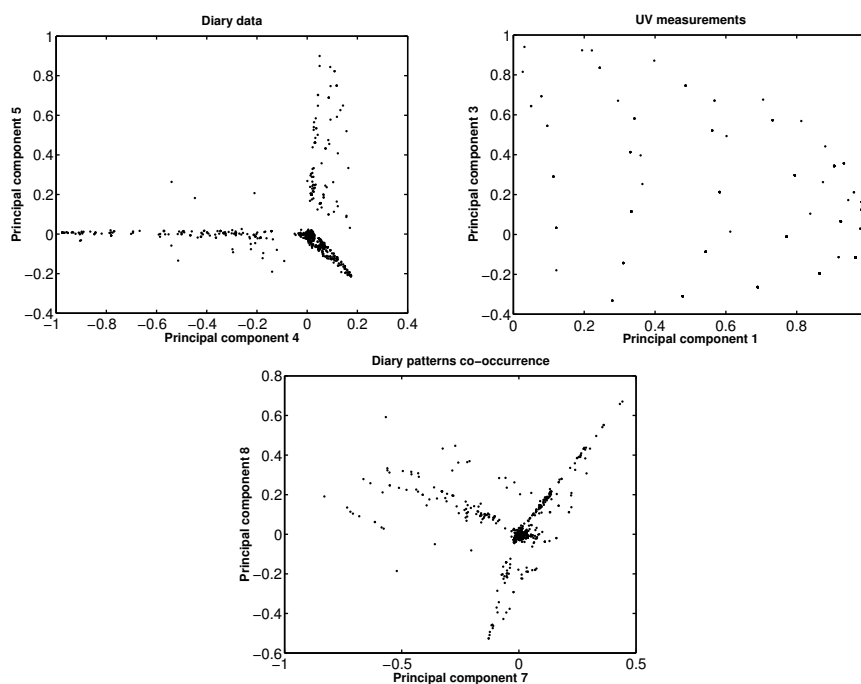 Diary data
1
0.8
0.6
0.4
0.2
0
−0.2
−0.4
Principal component 5
−1 −0.8 −0.6 −0.4 −0.2 0 0.2 0.4
Principal component 4
UV measurements
1
0.8
0.6
0.4
0.2
0
−0.2
−0.4
Principal component 3
0 0.2 0.4 0.6 0.8
Principal component 1
Diary patterns co−occurrence
0.8
0.6
0.4
0.2
0
−0.2
−0.4
−0.6
Principal component 8
−1 −0.5 0 0.5
Principal component 7